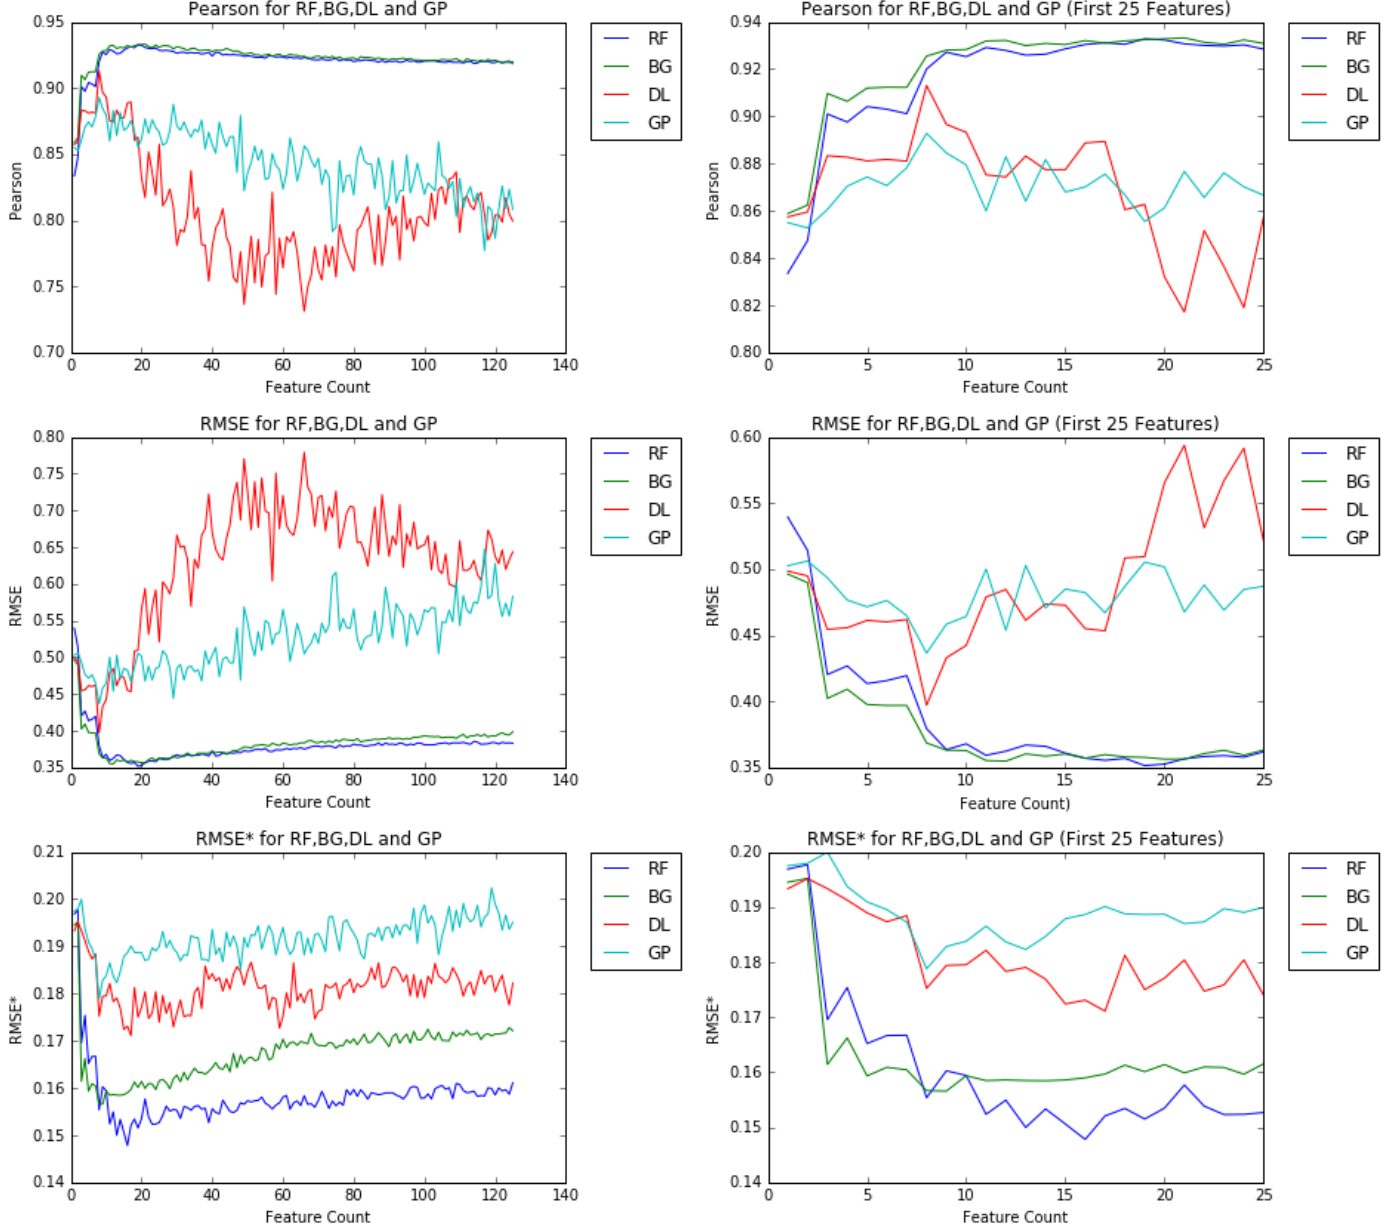 Pearson for RF,BG,DL and GP
0.95
0.90
0.85
0.80
0.75
0.70
Pearson
0 20 40 60 80 100 120 140
Feature Count
RF
BG
DL
GP
Pearson for RF,BG,DL and GP (First 25 Features)
0.94
0.92
0.90
0.88
0.86
0.84
0.82
0.80
Pearson
0 5 10 15 20 25
Feature Count
RF
BG
DL
GP
RMSE for RF,BG,DL and GP
0.80
0.75
0.70
0.65
0.60
0.55
0.50
0.45
0.40
0.35
RMSE
0 20 40 60 80 100 120 140
Feature Count
RF
BG
DL
GP
RMSE for RF,BG,DL and GP (First 25 Features)
0.60
0.55
0.50
0.45
0.40
0.35
RMSE
0 5 10 15 20 25
Feature Count)
RF
BG
DL
GP
RMSE* for RF,BG,DL and GP
0.21
0.20
0.19
0.18
0.17
0.16
0.15
0.14
RMSE*
0 20 40 60 80 100 120 140
Feature Count
RF
BG
DL
GP
RMSE* for RF,BG,DL and GP (First 25 Features)
0.20
0.19
0.18
0.17
0.16
0.15
0.14
RMSE*
0 5 10 15 20 25
Feature Count
RF
BG
DL
GP